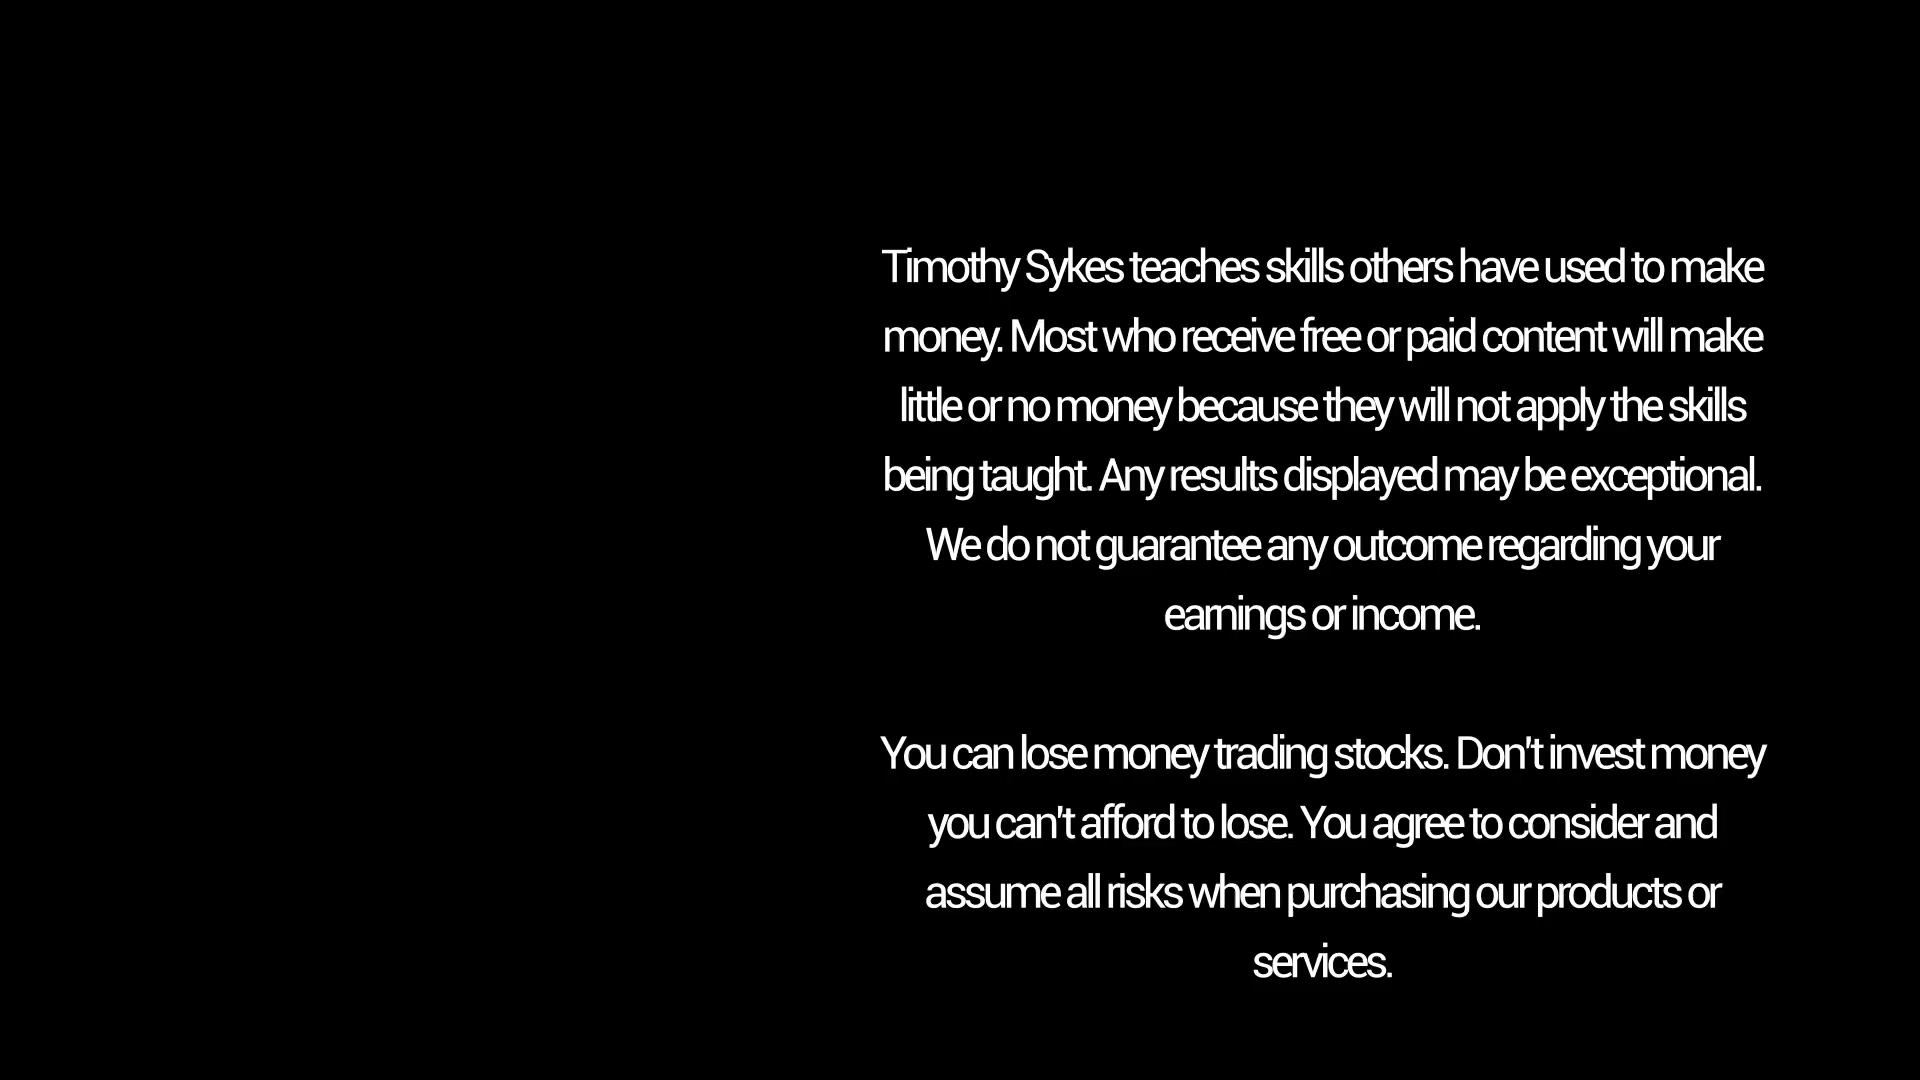 Timothy Sykes teaches skills others have used to make
money. Most who receive free or paid content will make
little or no money because they will not apply the skills
being taught. Any results displayed may be exceptional.
We do not guarantee any outcome regarding your
earnings or income.
You can lose money trading stocks. Don't invest money
you can't afford to lose. You agree to consider and
assume all risks when purchasing our products or
services.